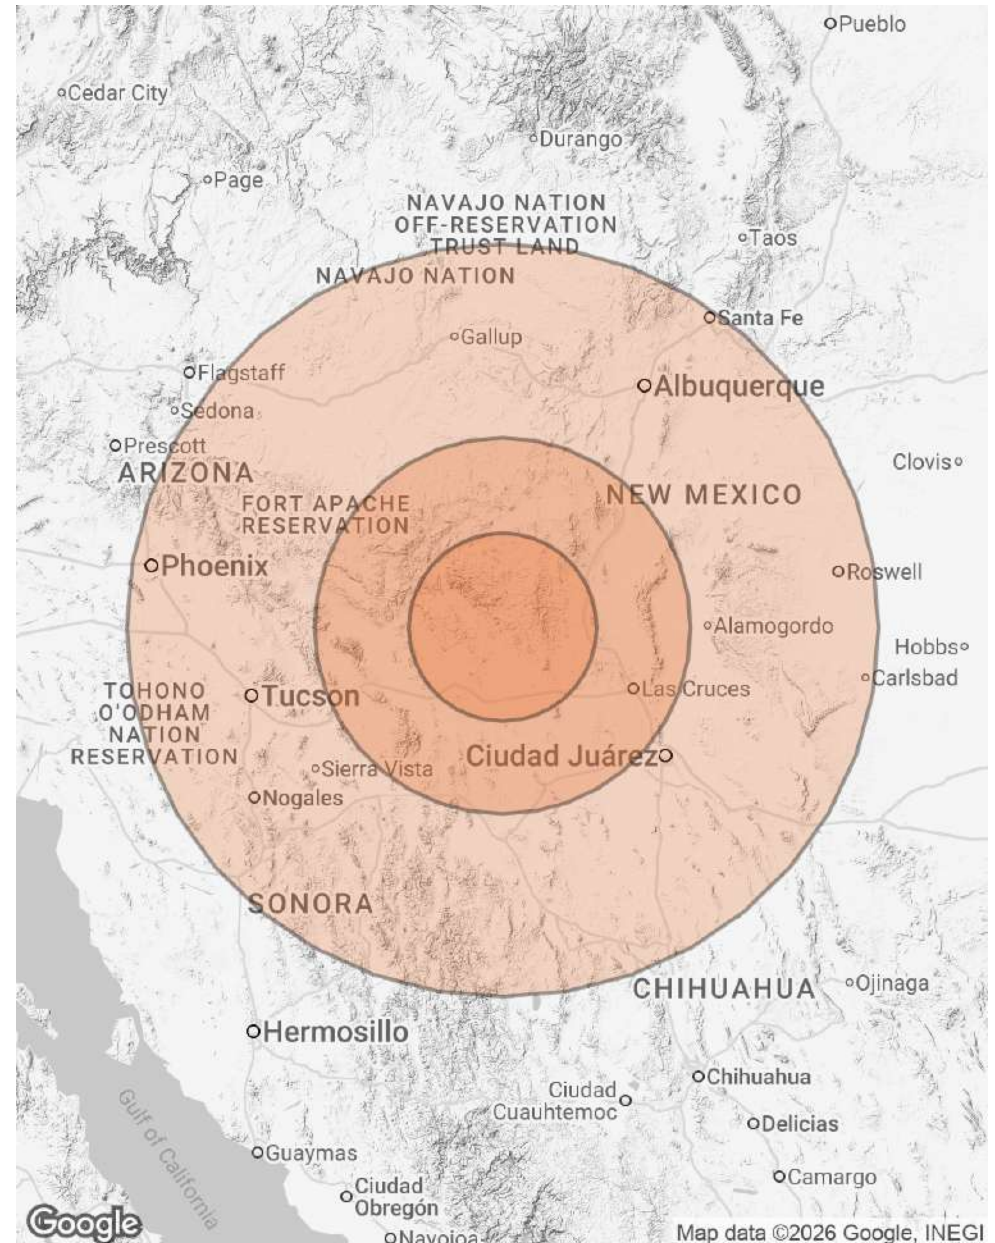 Pueblo
Cedar City
Durango
Page
NAVAJO NATION
OFF-RESERVATION
TRUST LAND
Taos
NAVAJO NATION
Santa Fe
Gallup
Flagstaff
Albuquerque
Sedona
Prescott
ARIZONA
Clovis
NEW MEXICO
FORT APACHE
RESERVATION
Phoenix
Roswell
Alamogordo
Hobbs
Carlsbad
Las Cruces
TOHONO
O'ODHAM
NATION
RESERVATION
Tucson
Ciudad Juárez
Sierra Vista
Nogales
SONORA
CHIHUAHUA
Ojinaga
Hermosillo
Chihuahua
Ciudad
Cuauhtemoc
Delicias
Gulf of California
Guaymas
Camargo
Ciudad
Obregón
Navojoa
Google
Map data ©2026 Google, INEGI